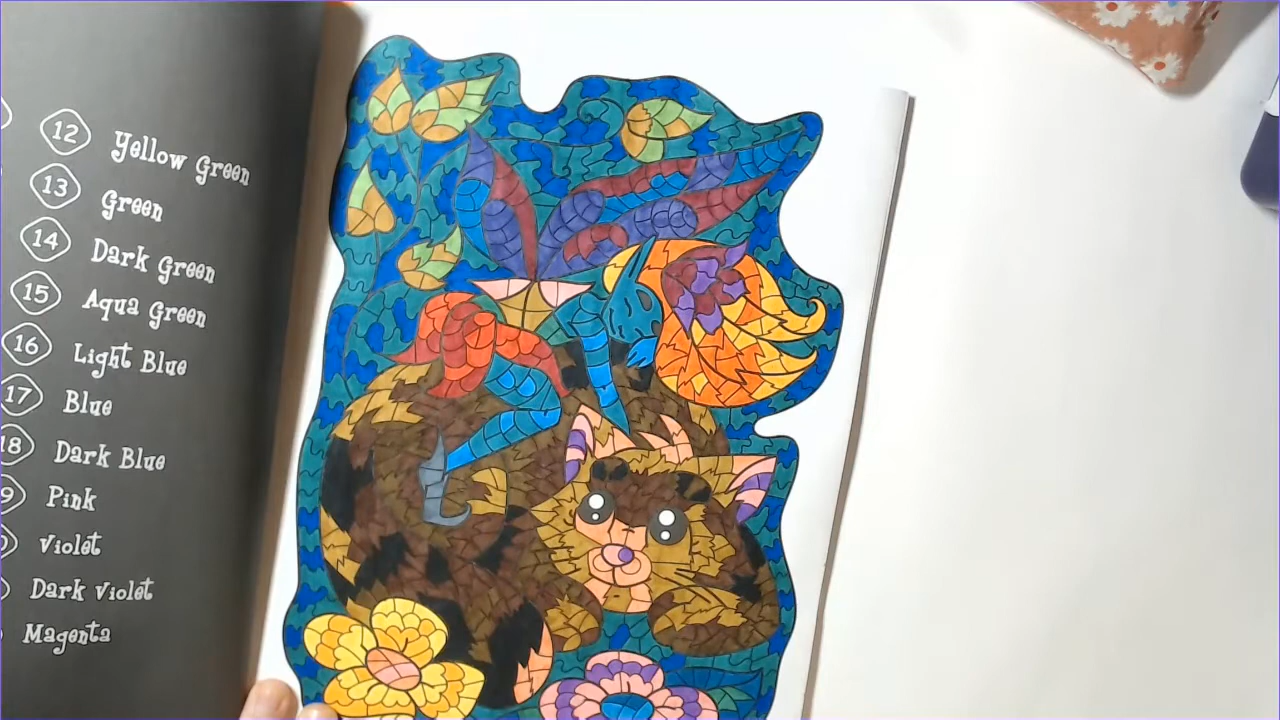 12 Yellow Green
13 Green
14 Dark Green
15 Aqua Green
16 Light Blue
17 Blue
18 Dark Blue
9 Pink
Violet
Dark Violet
Magenta